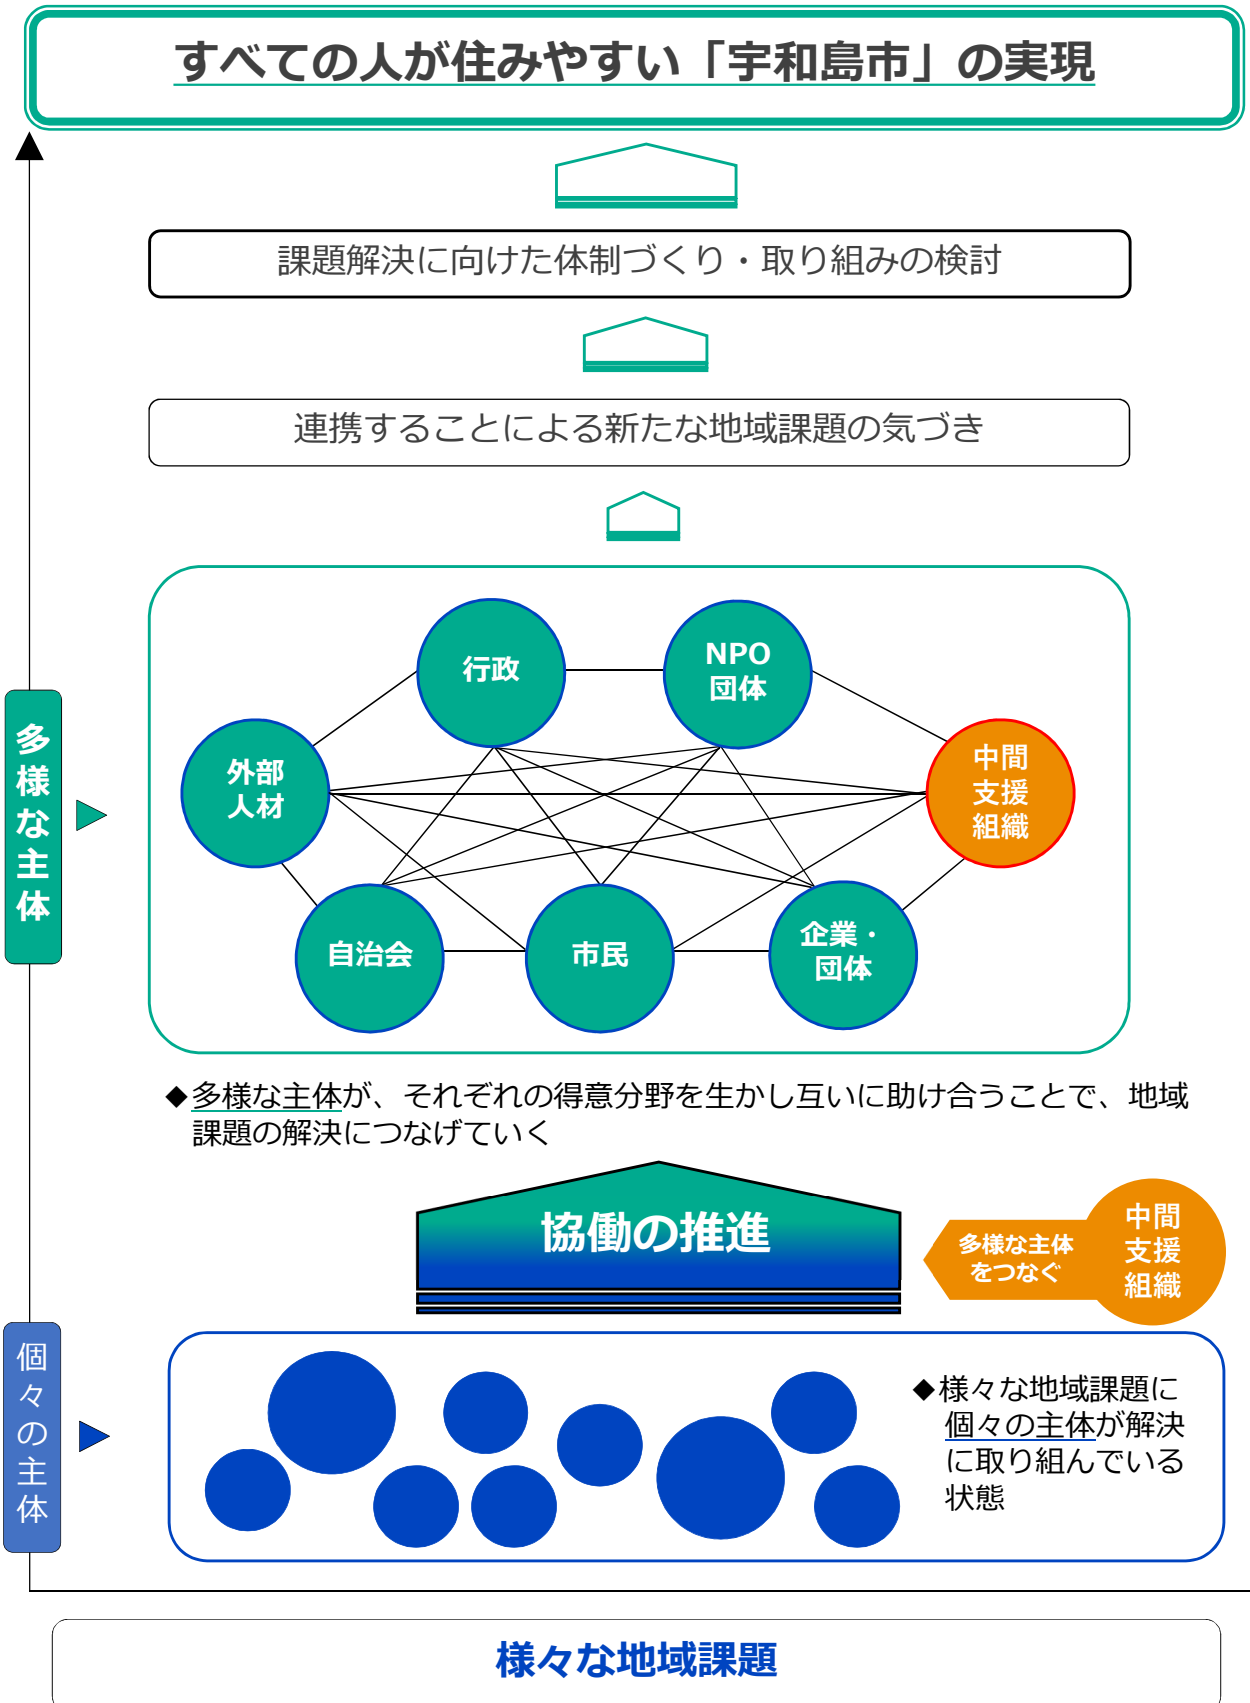 すべての人が住みやすい「宇和島市」の実現
課題解決に向けた体制づくり・取り組みの検討
連携することによる新たな地域課題の気づき
多様な主体
行政
NPO
団体
外部
人材
中間
支援
組織
自治会
市民
企業・
団体
◆多様な主体が、それぞれの得意分野を生かし互いに助け合うことで、地域
課題の解決につなげていく
協働の推進
多様な主体
をつなぐ
中間
支援
組織
個々の主体
◆様々な地域課題に
個々の主体が解決
に取り組んでいる
状態
様々な地域課題